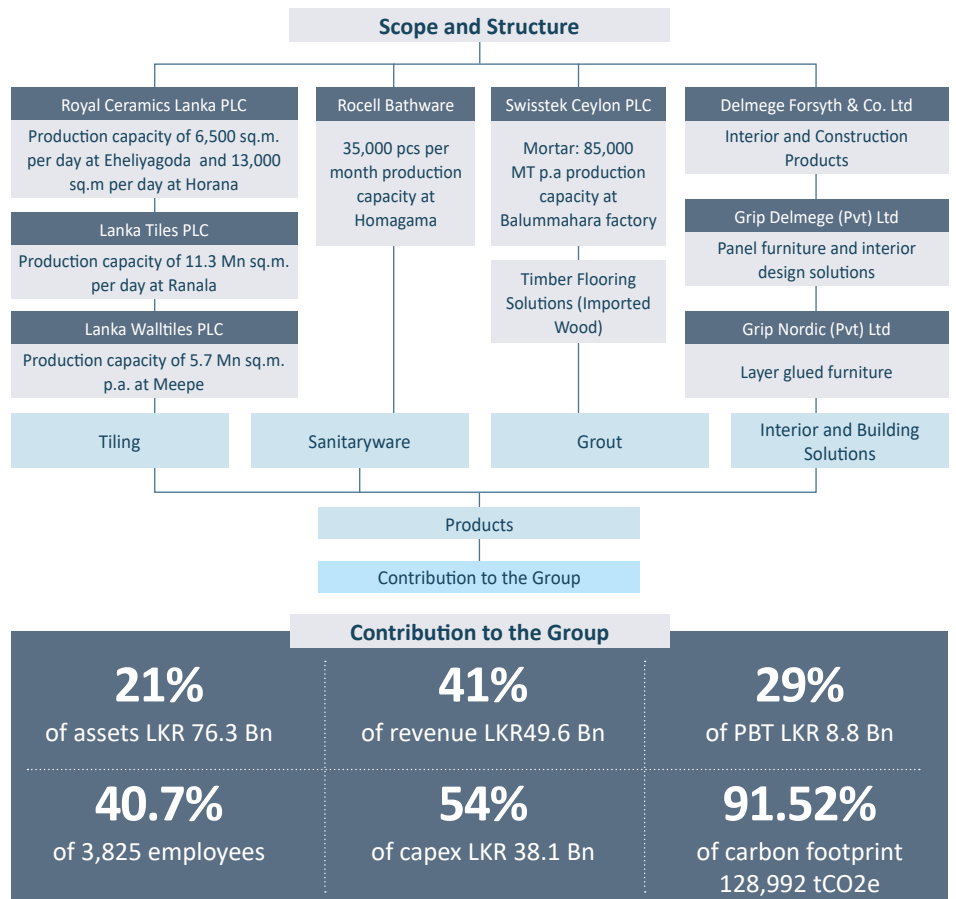 Scope and Structure
Royal Ceramics Lanka PLC
Production capacity of 6,500 sq.m.
per day at Eheliyagoda and 13,000
sq.m per day at Horana
Lanka Tiles PLC
Production capacity of 11.3 Mn sq.m.
per day at Ranala
Lanka Walltiles PLC
Production capacity of 5.7 Mn sq.m.
p.a. at Meepe
Tiling
Rocell Bathware
35,000 pcs per
month production
capacity at
Homagama
Sanitaryware
Swisstek Ceylon PLC
Mortar: 85,000
MT p.a production
capacity at
Balummahara factory
Timber Flooring
Solutions (Imported
Wood)
Grout
Delmege Forsyth & Co. Ltd
Interior and Construction
Products
Grip Delmege (Pvt) Ltd
Panel furniture and interior
design solutions
Grip Nordic (Pvt) Ltd
Layer glued furniture
Interior and Building
Solutions
Products
Contribution to the Group
Contribution to the Group
21%
of assets LKR 76.3 Bn
41%
of revenue LKR49.6 Bn
29%
of PBT LKR 8.8 Bn
40.7%
of 3,825 employees
54%
of capex LKR 38.1 Bn
91.52%
of carbon footprint
128,992 tCO2e